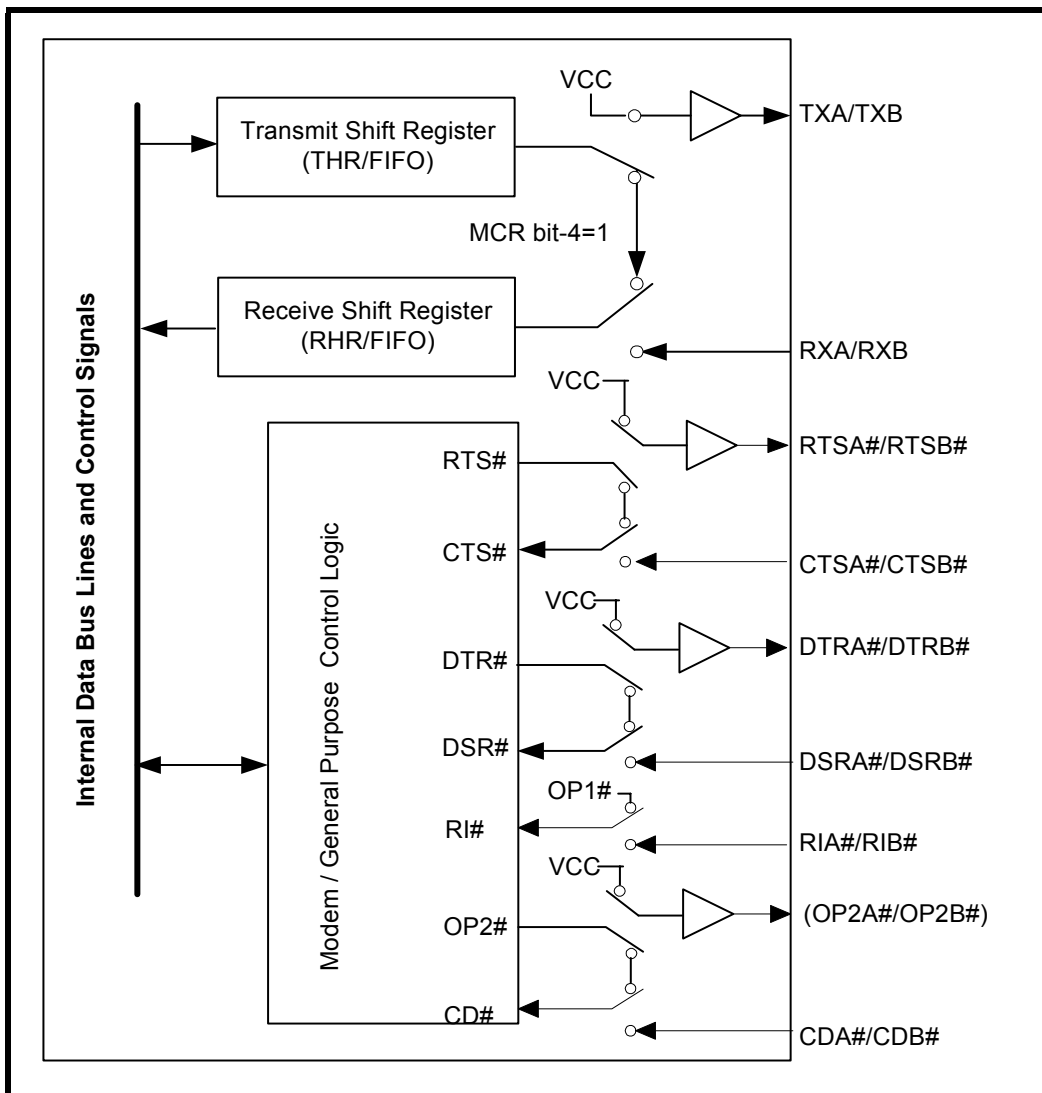 VCC
TXA/TXB
Transmit Shift Register
(THR/FIFO)
MCR bit-4=1
Receive Shift Register
(RHR/FIFO)
RXA/RXB
Internal Data Bus Lines and Control Signals
VCC
RTSA#/RTSB#
RTS#
CTS#
CTSA#/CTSB#
Modem / General Purpose Control Logic
VCC
DTRA#/DTRB#
DTR#
DSR#
DSRA#/DSRB#
OP1#
RI#
RIA#/RIB#
VCC
(OP2A#/OP2B#)
OP2#
CD#
CDA#/CDB#